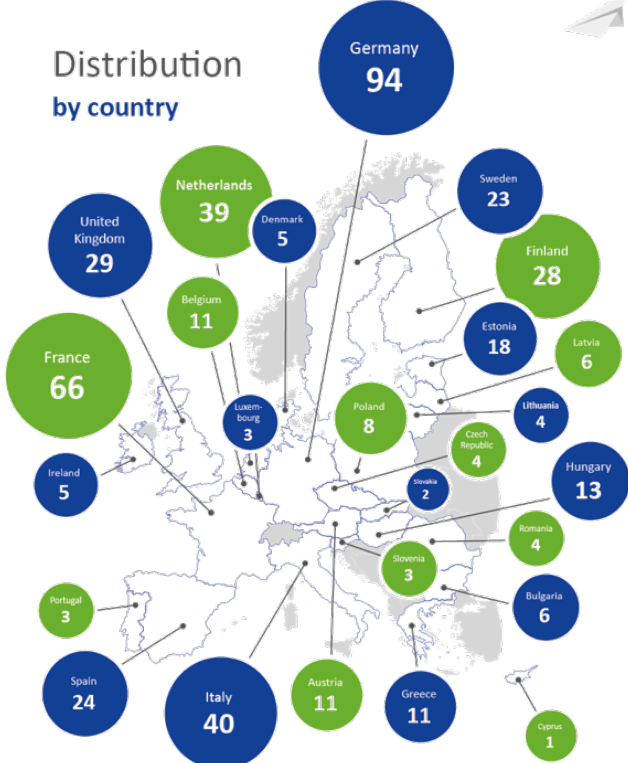 Distribution
by country
Germany
94
Netherlands
39
Denmark
5
Sweden
23
United
Kingdom
29
Finland
28
Belgium
11
Estonia
18
Latvia
6
France
66
Luxem-
bourg
3
Poland
8
Lithuania
4
Czech
Republic
4
Ireland
5
Slovakia
2
Hungary
13
Romania
4
Slovenia
3
Portugal
3
Bulgaria
6
Spain
24
Italy
40
Austria
11
Greece
11
Cyprus
1